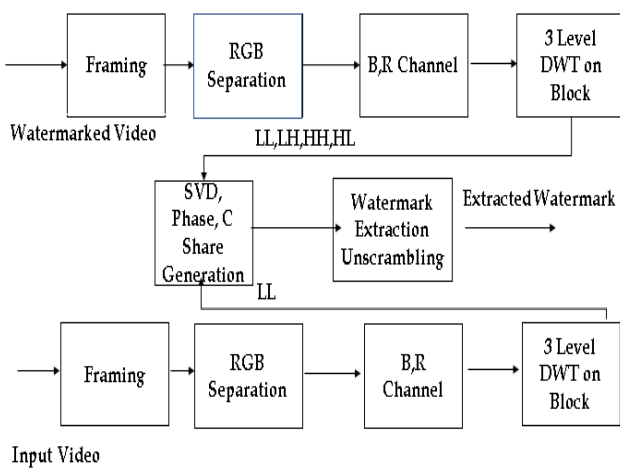 Framing
RGB
Separation
B,R Channel
3 Level
DWT on
Block
Watermarked Video
LL,LH,HH,HL
SVD,
Phase, C
Share
Generation
Watermark
Extraction
Unscrambling
Extracted Watermark
LL
Framing
RGB
Separation
B,R
Channel
3 Level
DWT on
Block
Input Video